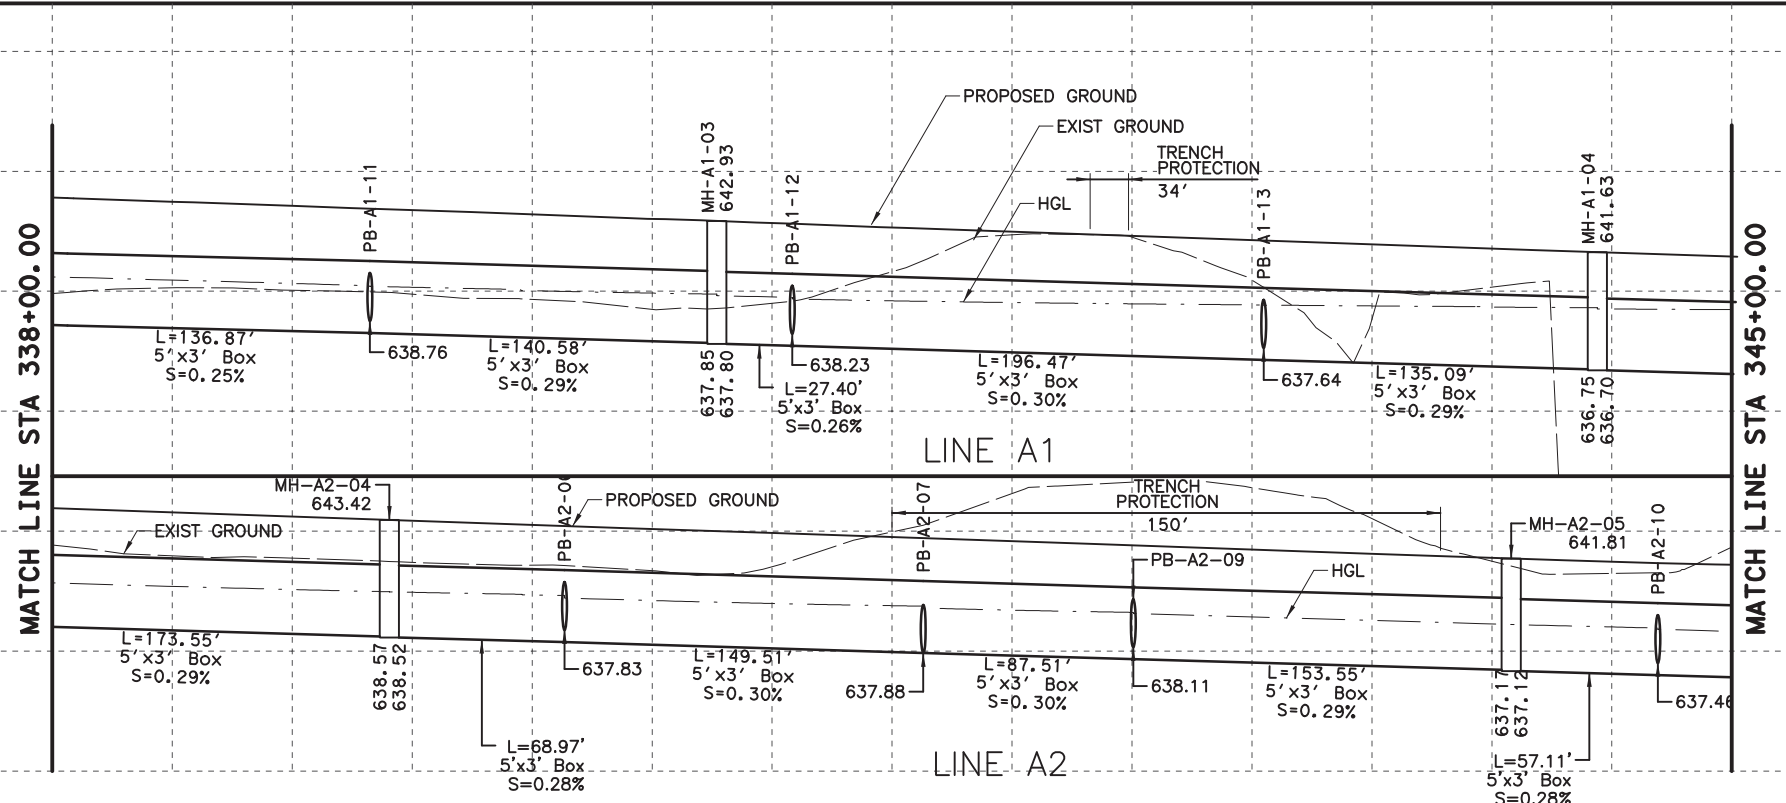 MATCH LINE STA 338+00.00
PROPOSED GROUND
EXIST GROUND
TRENCH
PROTECTION
34'
HGL
PB-A1-11
MH-A1-03
642.93
PB-A1-12
PB-A1-13
MH-A1-04
641.63
L=136.87'
5'x3' Box
S=0.25%
638.76
L=140.58'
5'x3' Box
S=0.29%
637.85
637.80
638.23
L=27.40'
5'x3' Box
S=0.26%
L=196.47'
5'x3' Box
S=0.30%
637.64
L=135.09'
5'x3' Box
S=0.29%
636.75
636.70
LINE A1
MATCH LINE STA 345+00.00
MH-A2-04
643.42
EXIST GROUND
PB-A2-06
PROPOSED GROUND
PB-A2-07
TRENCH
PROTECTION
150'
PB-A2-09
HGL
MH-A2-05
641.81
PB-A2-10
L=173.55'
5'x3' Box
S=0.29%
638.57
638.52
L=68.97'
5'x3' Box
S=0.28%
637.83
L=149.51'
5'x3' Box
S=0.30%
637.88
L=87.51'
5'x3' Box
S=0.30%
638.11
L=153.55'
5'x3' Box
S=0.29%
637.17
637.12
L=57.11'
5'x3' Box
S=0.28%
637.46
LINE A2